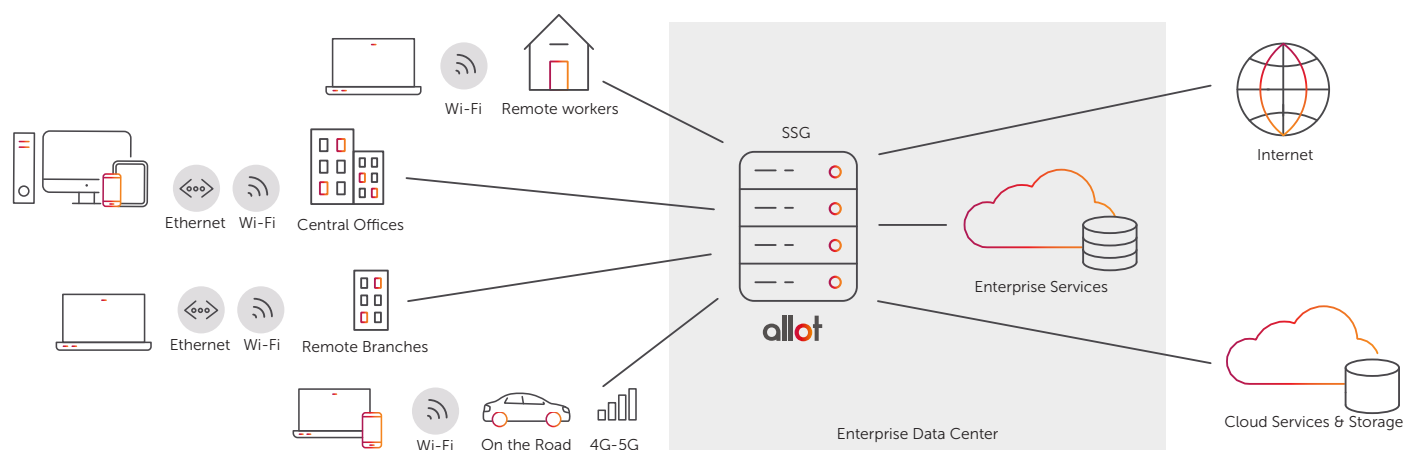 Wi-Fi
Remote workers
SSG
Internet
Ethernet
Wi-Fi
Central Offices
Enterprise Services
Ethernet
Wi-Fi
Remote Branches
allot
Cloud Services & Storage
Wi-Fi
On the Road
4G-5G
Enterprise Data Center